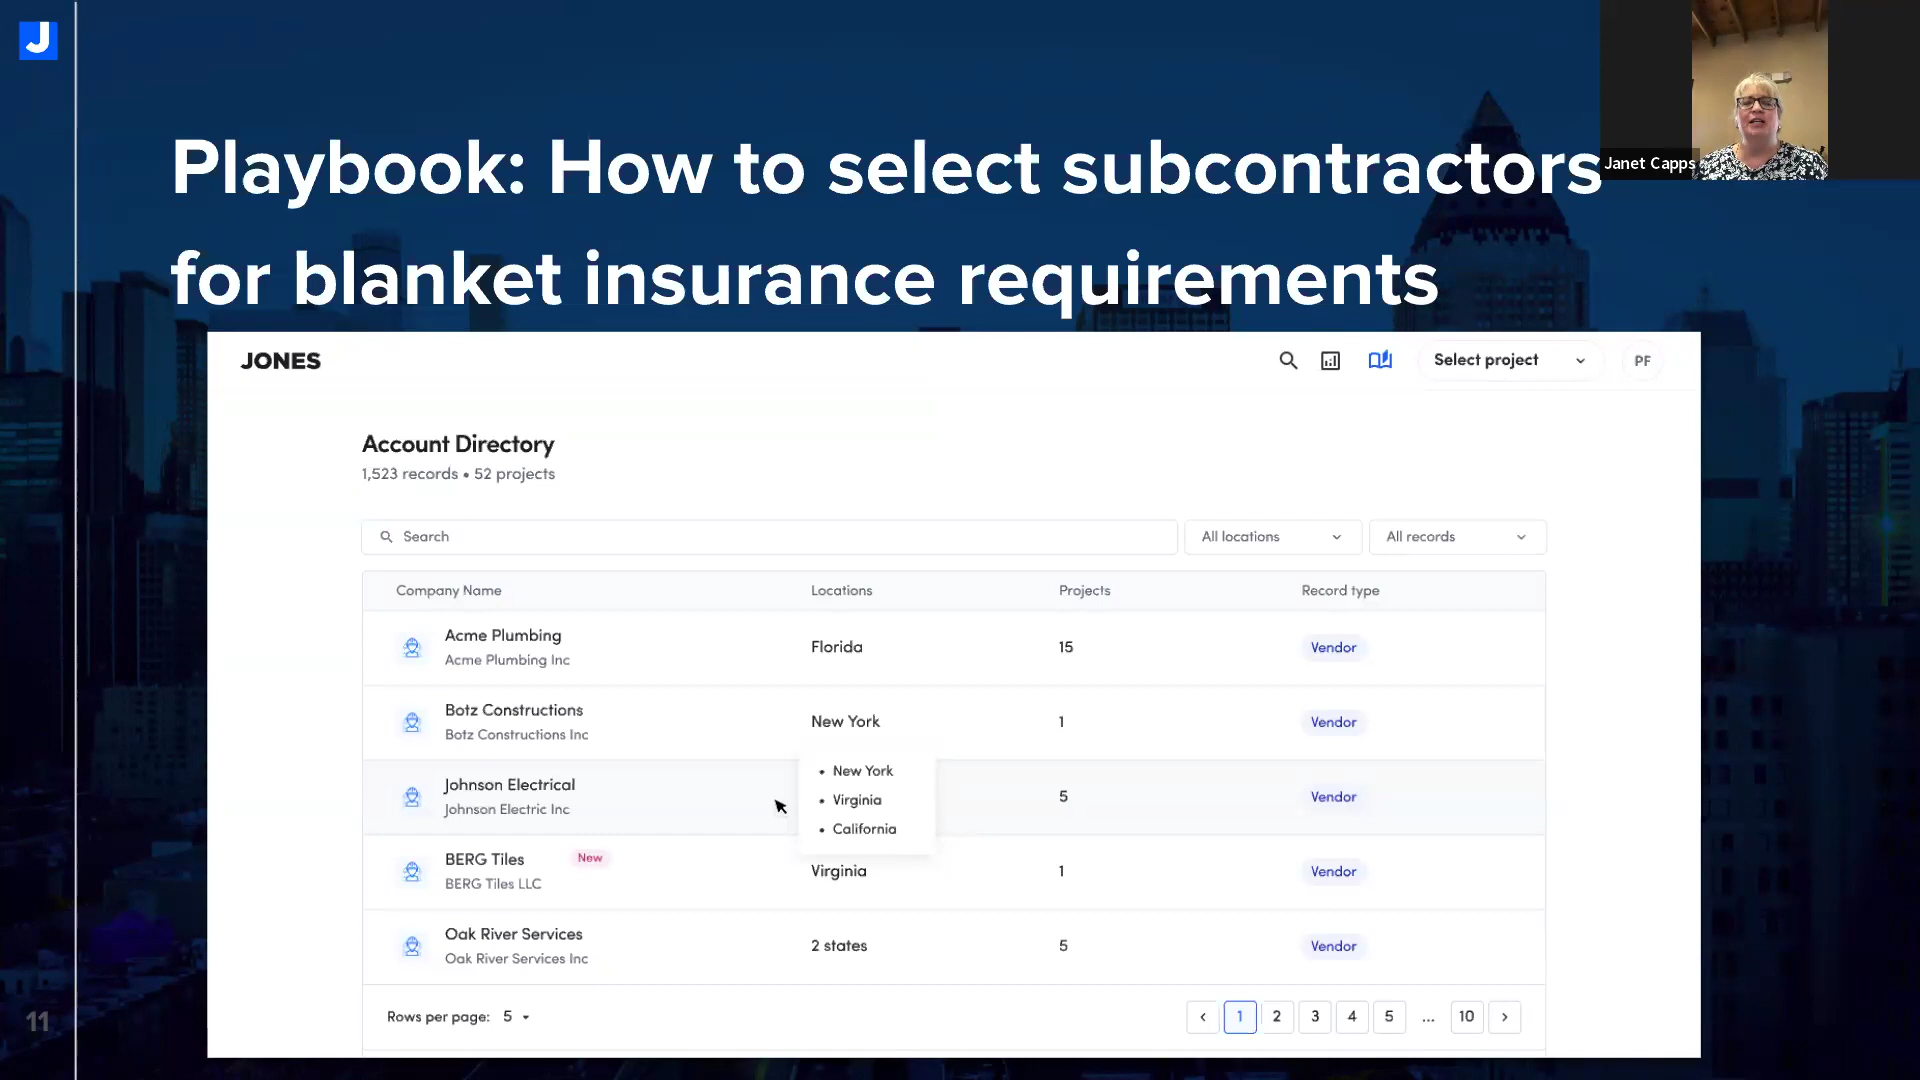 J
Playbook: How to select subcontractors
for blanket insurance requirements
Janet Capps
JONES
Select project
PF
Account Directory
1,523 records • 52 projects
Search
All locations
All records
Company Name Locations Projects Record type
Acme Plumbing
Acme Plumbing Inc
Florida 15 Vendor
Botz Constructions
Botz Constructions Inc
New York 1 Vendor
Johnson Electrical
Johnson Electric Inc
• New York
• Virginia
• California
5 Vendor
BERG Tiles New
BERG Tiles LLC
Virginia 1 Vendor
Oak River Services
Oak River Services Inc
2 states 5 Vendor
Rows per page: 5
< 1 2 3 4 5 ... 10 >
11